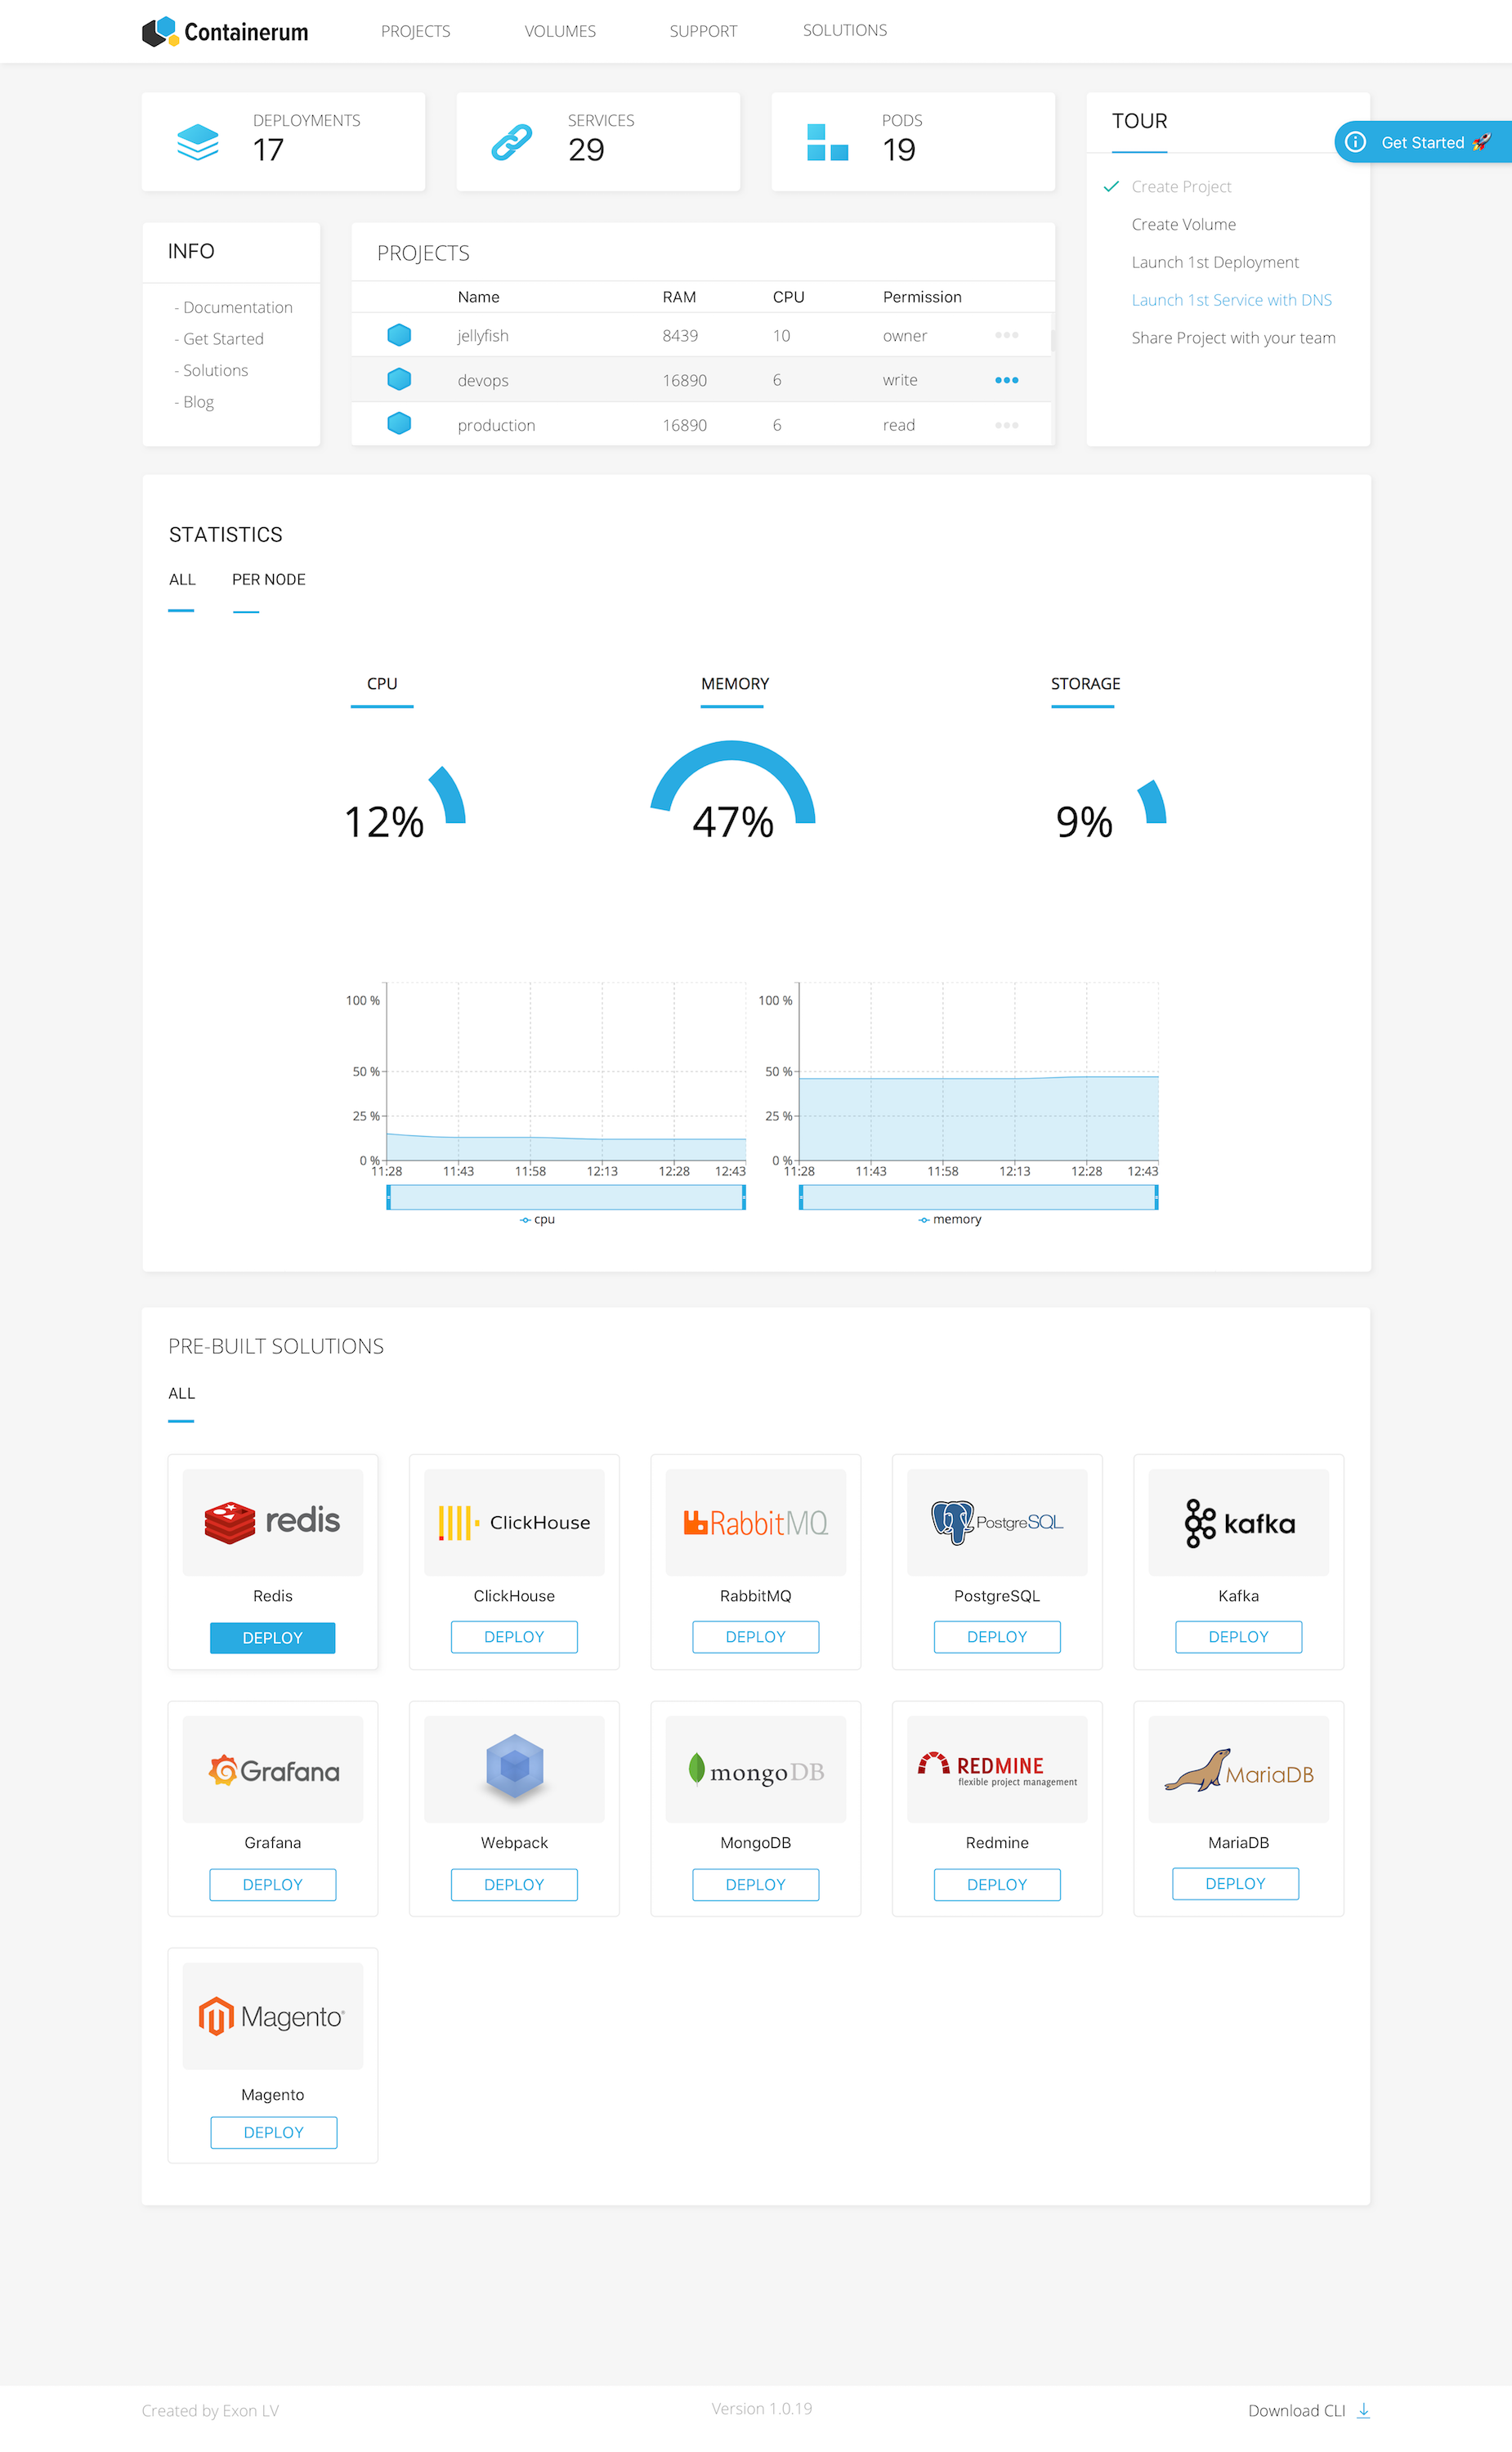 Containerum
PROJECTS VOLUMES SUPPORT SOLUTIONS
DEPLOYMENTS
17
SERVICES
29
PODS
19
TOUR
Get Started 🚀
Create Project
Create Volume
Launch 1st Deployment
Launch 1st Service with DNS
Share Project with your team
INFO
- Documentation
- Get Started
- Solutions
- Blog
PROJECTS
Name RAM CPU Permission
jellyfish 8439 10 owner
devops 16890 6 write
production 16890 6 read
STATISTICS
ALL PER NODE
CPU MEMORY STORAGE
12% 47% 9%
100 %
50 %
25 %
0 %
11:28 11:43 11:58 12:13 12:28 12:43
cpu
100 %
50 %
25 %
0 %
11:28 11:43 11:58 12:13 12:28 12:43
memory
PRE-BUILT SOLUTIONS
ALL
redis
Redis
DEPLOY
ClickHouse
ClickHouse
DEPLOY
RabbitMQ
RabbitMQ
DEPLOY
PostgreSQL
PostgreSQL
DEPLOY
kafka
Kafka
DEPLOY
Grafana
Grafana
DEPLOY
Webpack
DEPLOY
mongoDB
MongoDB
DEPLOY
REDMINE
flexible project management
Redmine
DEPLOY
MariaDB
MariaDB
DEPLOY
Magento
Magento
DEPLOY
Created by Exon LV
Version 1.0.19
Download CLI